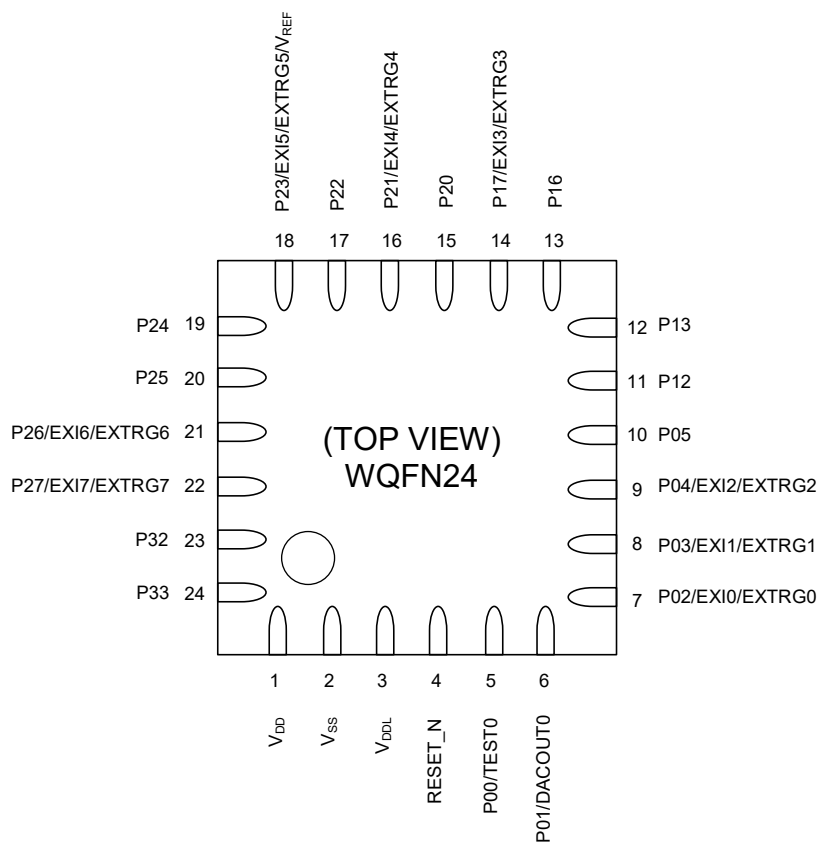 P23/EXI5/EXTRG5/VREF
P22
P21/EXI4/EXTRG4
P20
P17/EXI3/EXTRG3
P16
18 17 16 15 14 13
P24 19
P25 20
P26/EXI6/EXTRG6 21
P27/EXI7/EXTRG7 22
P32 23
P33 24
(TOP VIEW)
WQFN24
12 P13
11 P12
10 P05
9 P04/EXI2/EXTRG2
8 P03/EXI1/EXTRG1
7 P02/EXI0/EXTRG0
1 2 3 4 5 6
VDD
VSS
VDDL
RESET_N
P00/TEST0
P01/DACOUT0